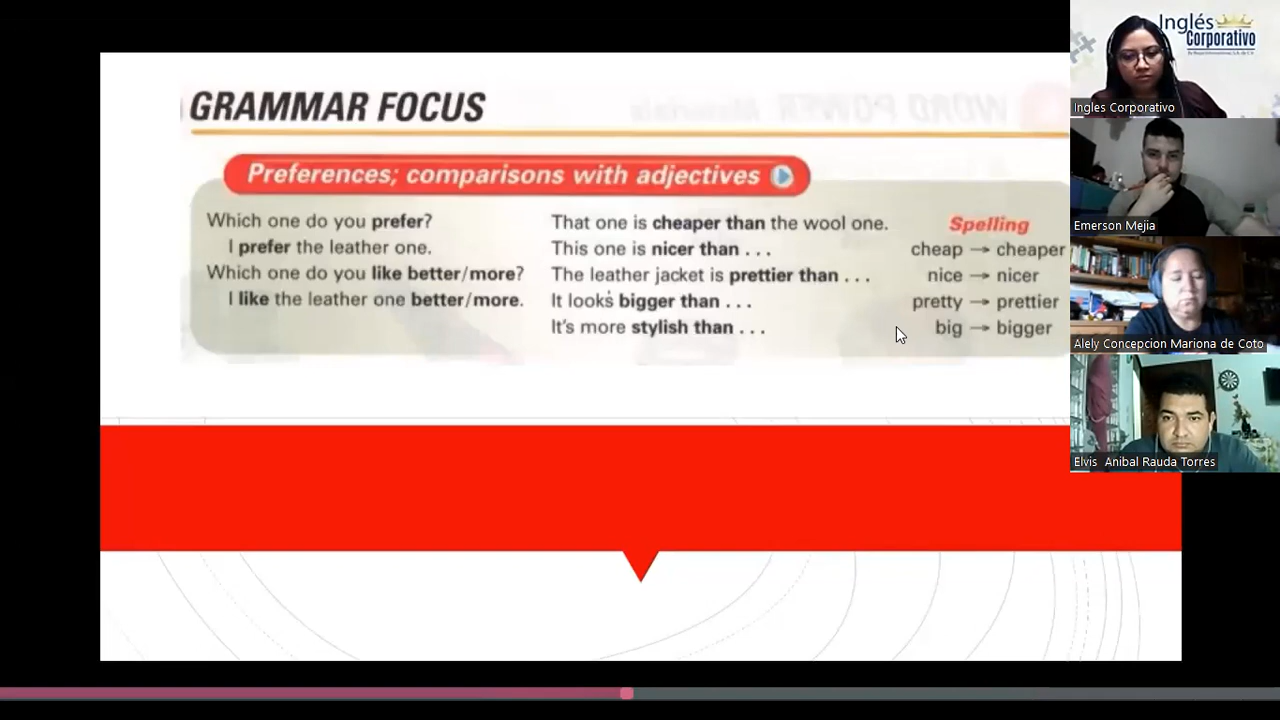 GRAMMAR FOCUS
Preferences; comparisons with adjectives
Which one do you prefer?
I prefer the leather one.
Which one do you like better/more?
I like the leather one better/more.
That one is cheaper than the wool one.
This one is nicer than . . .
The leather jacket is prettier than . . .
It looks bigger than . . .
It's more stylish than . . .
Spelling
cheap → cheaper
nice → nicer
pretty → prettier
big → bigger
Inglés
Corporativo
Ingles Corporativo
Emerson Mejia
Alely Concepcion Mariona de Coto
Elvis Anibal Rauda Torres